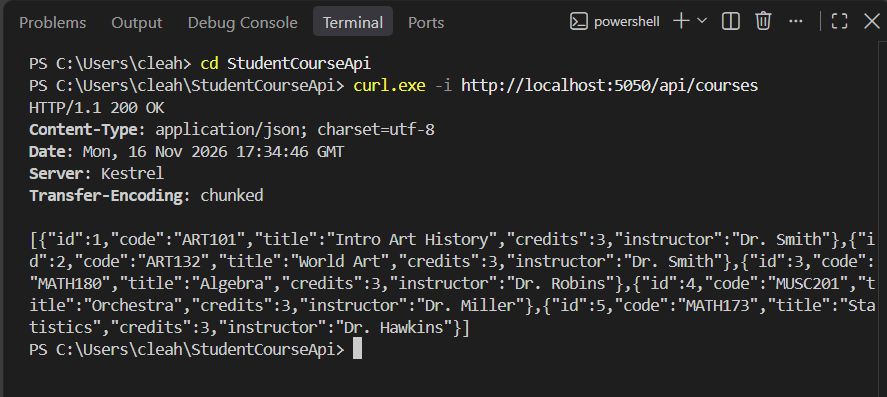 Problems Output Debug Console Terminal Ports powershell
PS C:\Users\cleah> cd StudentCourseApi
PS C:\Users\cleah\StudentCourseApi> curl.exe -i http://localhost:5050/api/courses
HTTP/1.1 200 OK
Content-Type: application/json; charset=utf-8
Date: Mon, 16 Nov 2026 17:34:46 GMT
Server: Kestrel
Transfer-Encoding: chunked
[{"id":1,"code":"ART101","title":"Intro Art History","credits":3,"instructor":"Dr. Smith"},{"i
d":2,"code":"ART132","title":"World Art","credits":3,"instructor":"Dr. Smith"},{"id":3,"code":
"MATH180","title":"Algebra","credits":3,"instructor":"Dr. Robins"},{"id":4,"code":"MUSC201","t
itle":"Orchestra","credits":3,"instructor":"Dr. Miller"},{"id":5,"code":"MATH173","title":"Sta
tistics","credits":3,"instructor":"Dr. Hawkins"}]
PS C:\Users\cleah\StudentCourseApi>